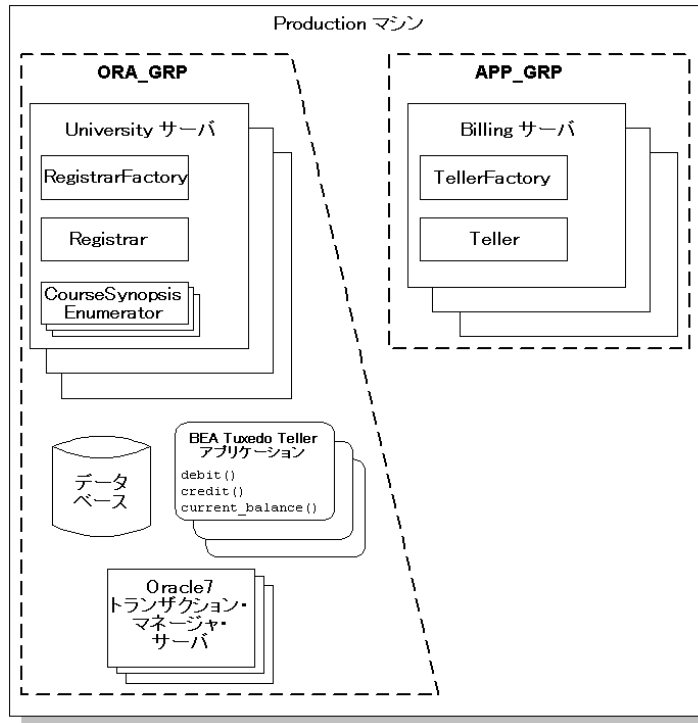 Production マシン
ORA_GRP
University サーバ
RegistrarFactory
Registrar
CourseSynopsis
Enumerator
データ
ベース
BEA Tuxedo Teller
アプリケーション
debit()
credit()
current_balance()
Oracle7
トランザクション・
マネージャ・
サーバ
APP_GRP
Billing サーバ
TellerFactory
Teller